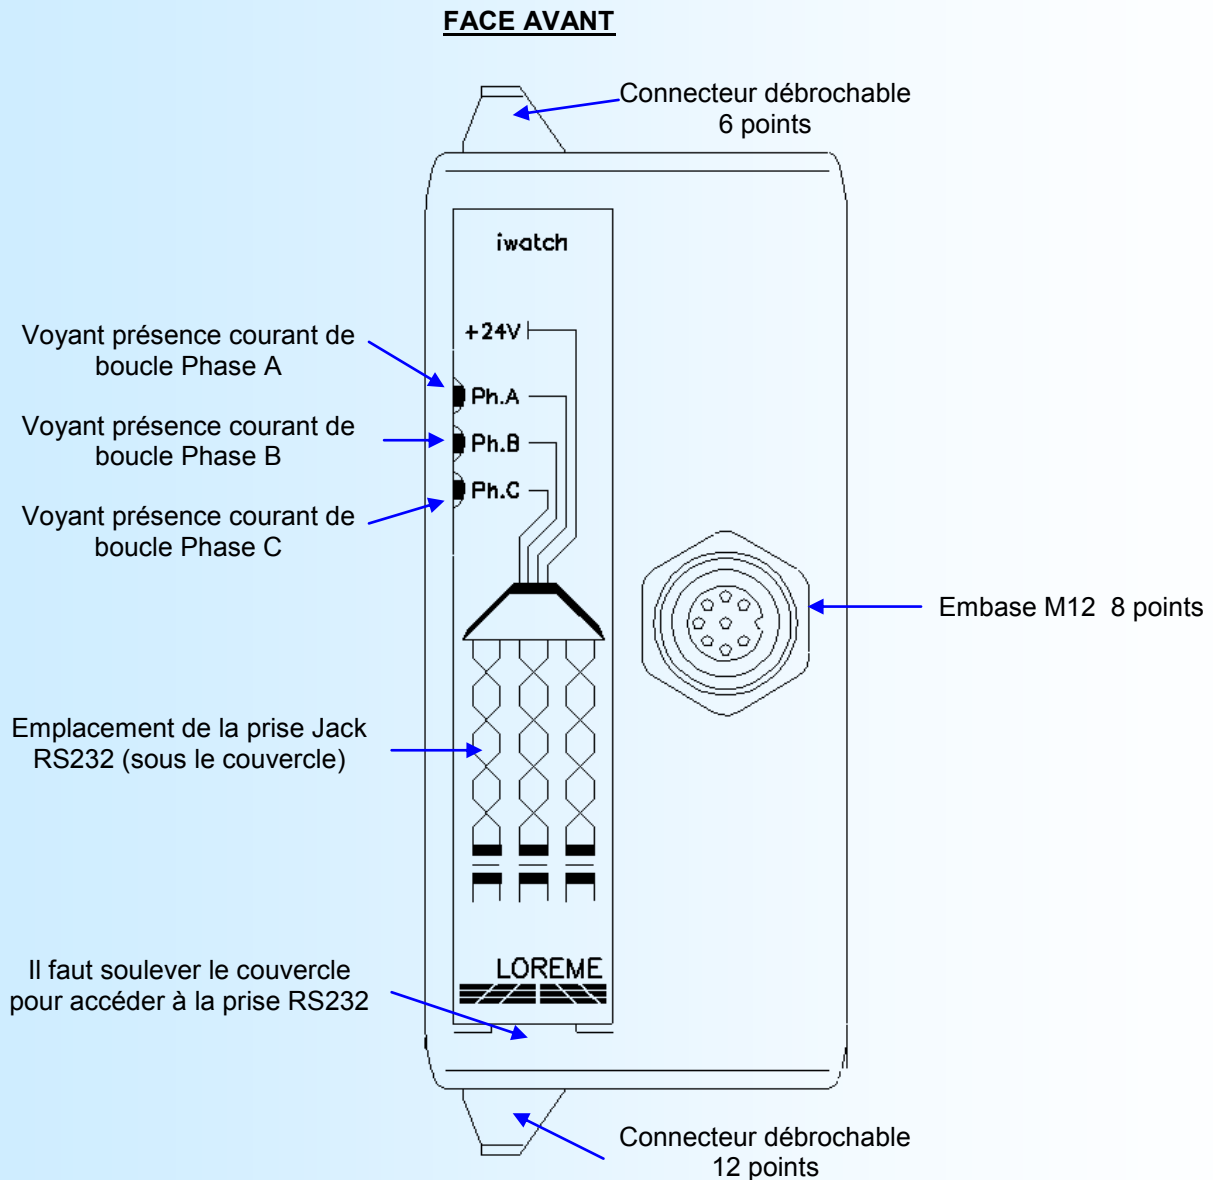 FACE AVANT
Connecteur débrochable
6 points
iwatch
+24V
Voyant présence courant de
boucle Phase A
Ph.A
Voyant présence courant de
boucle Phase B
Ph.B
Ph.C
Voyant présence courant de
boucle Phase C
Embase M12 8 points
Emplacement de la prise Jack
RS232 (sous le couvercle)
Il faut soulever le couvercle
pour accéder à la prise RS232
LOREME
Connecteur débrochable
12 points